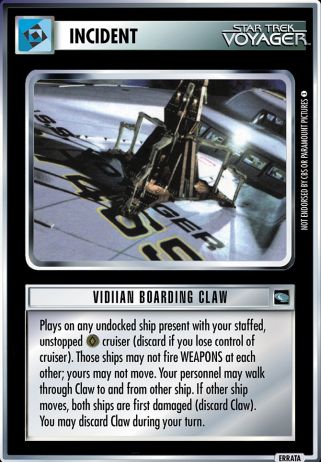 INCIDENT
STAR TREK
VOYAGER
NOT ENDORSED BY CBS OR PARAMOUNT PICTURES
VIDIIAN BOARDING CLAW
Plays on any undocked ship present with your staffed,
unstopped cruiser (discard if you lose control of
cruiser). Those ships may not fire WEAPONS at each
other; yours may not move. Your personnel may walk
through Claw to and from other ship. If other ship
moves, both ships are first damaged (discard Claw).
You may discard Claw during your turn.
ERRATA